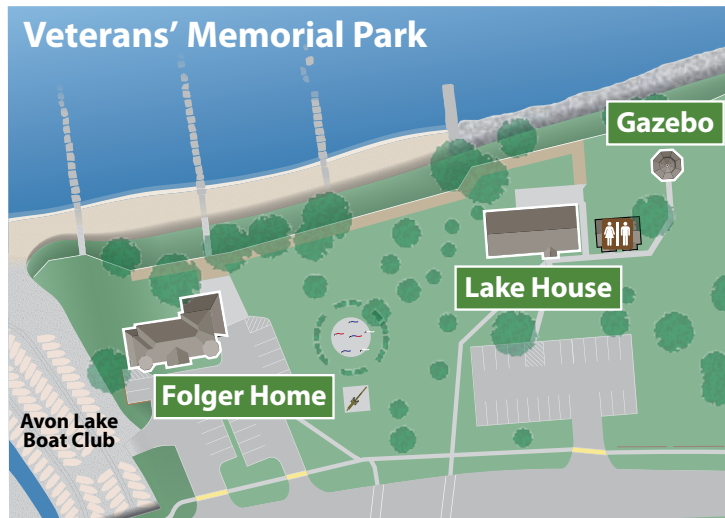 Veterans’ Memorial Park
Gazebo
Lake House
Folger Home
Avon Lake
Boat Club